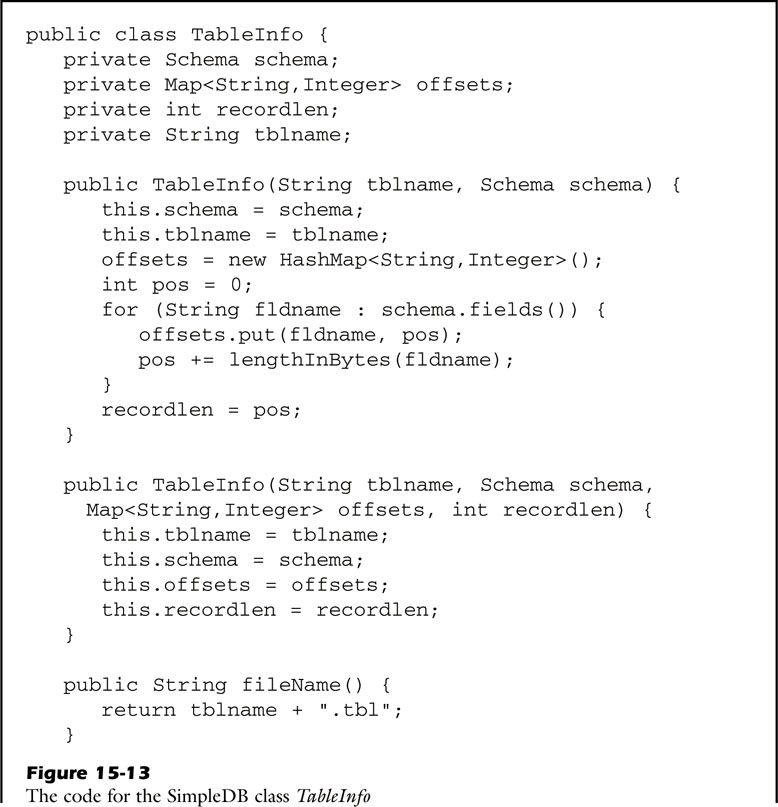 public class TableInfo {
   private Schema schema;
   private Map<String,Integer> offsets;
   private int recordlen;
   private String tblname;

   public TableInfo(String tblname, Schema schema) {
      this.schema = schema;
      this.tblname = tblname;
      offsets = new HashMap<String,Integer>();
      int pos = 0;
      for (String fldname : schema.fields()) {
         offsets.put(fldname, pos);
         pos += lengthInBytes(fldname);
      }
      recordlen = pos;
   }

   public TableInfo(String tblname, Schema schema,
     Map<String,Integer> offsets, int recordlen) {
      this.tblname = tblname;
      this.schema = schema;
      this.offsets = offsets;
      this.recordlen = recordlen;
   }

   public String fileName() {
      return tblname + ".tbl";
   }
Figure 15-13
The code for the SimpleDB class TableInfo